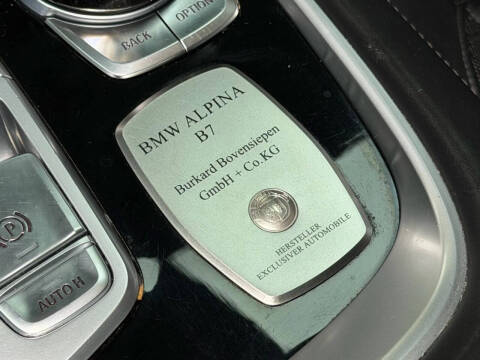 BACK
OPTION
BMW ALPINA
B7
Burkard Bovensiepen
GmbH + Co.KG
HERSTELLER
EXCLUSIVER AUTOMOBILE
P
AUTO H